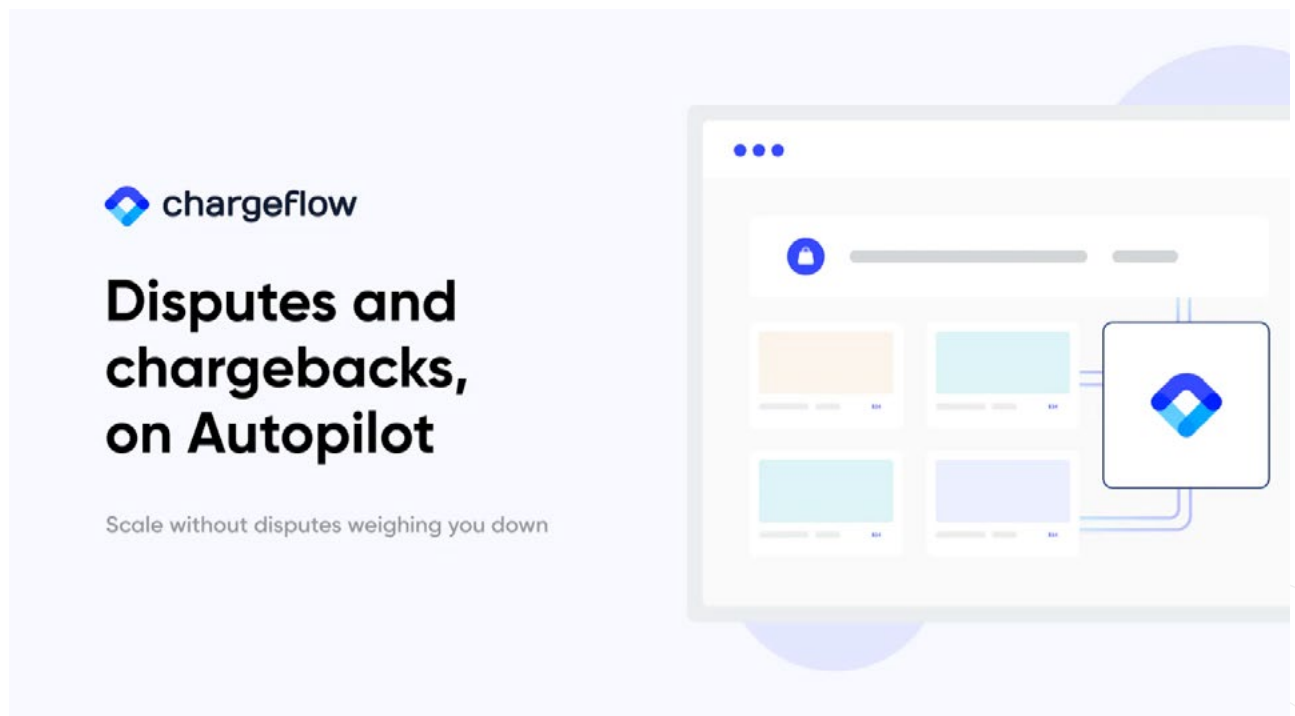 chargeflow
Disputes and
chargebacks,
on Autopilot
Scale without disputes weighing you down